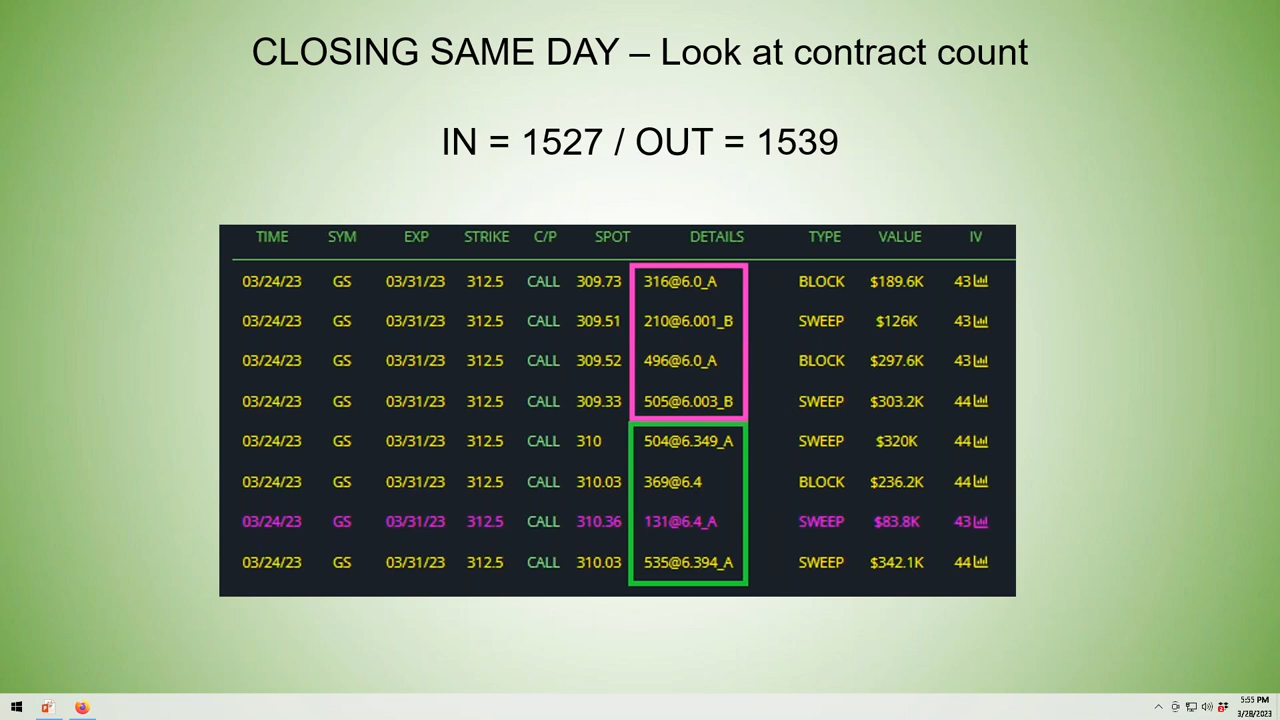 CLOSING SAME DAY – Look at contract count
IN = 1527 / OUT = 1539
TIME SYM EXP STRIKE C/P SPOT DETAILS TYPE VALUE IV
03/24/23 GS 03/31/23 312.5 CALL 309.73 316@6.0_A BLOCK $189.6K 43
03/24/23 GS 03/31/23 312.5 CALL 309.51 210@6.001_B SWEEP $126K 43
03/24/23 GS 03/31/23 312.5 CALL 309.52 496@6.0_A BLOCK $297.6K 43
03/24/23 GS 03/31/23 312.5 CALL 309.33 505@6.003_B SWEEP $303.2K 44
03/24/23 GS 03/31/23 312.5 CALL 310 504@6.349_A SWEEP $320K 44
03/24/23 GS 03/31/23 312.5 CALL 310.03 369@6.4 BLOCK $236.2K 44
03/24/23 GS 03/31/23 312.5 CALL 310.36 131@6.4_A SWEEP $83.8K 43
03/24/23 GS 03/31/23 312.5 CALL 310.03 535@6.394_A SWEEP $342.1K 44
5:55 PM
3/28/2023